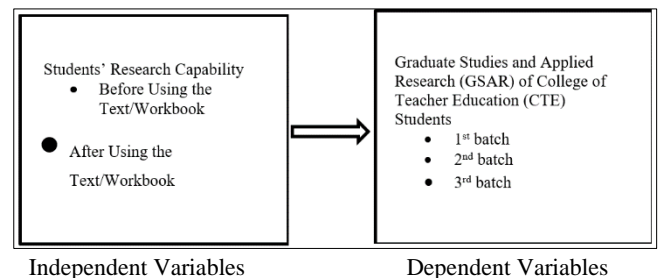 Students' Research Capability
• Before Using the
Text/Workbook
• After Using the
Text/Workbook
Graduate Studies and Applied
Research (GSAR) of College of
Teacher Education (CTE)
Students
• 1st batch
• 2nd batch
• 3rd batch
Independent Variables
Dependent Variables